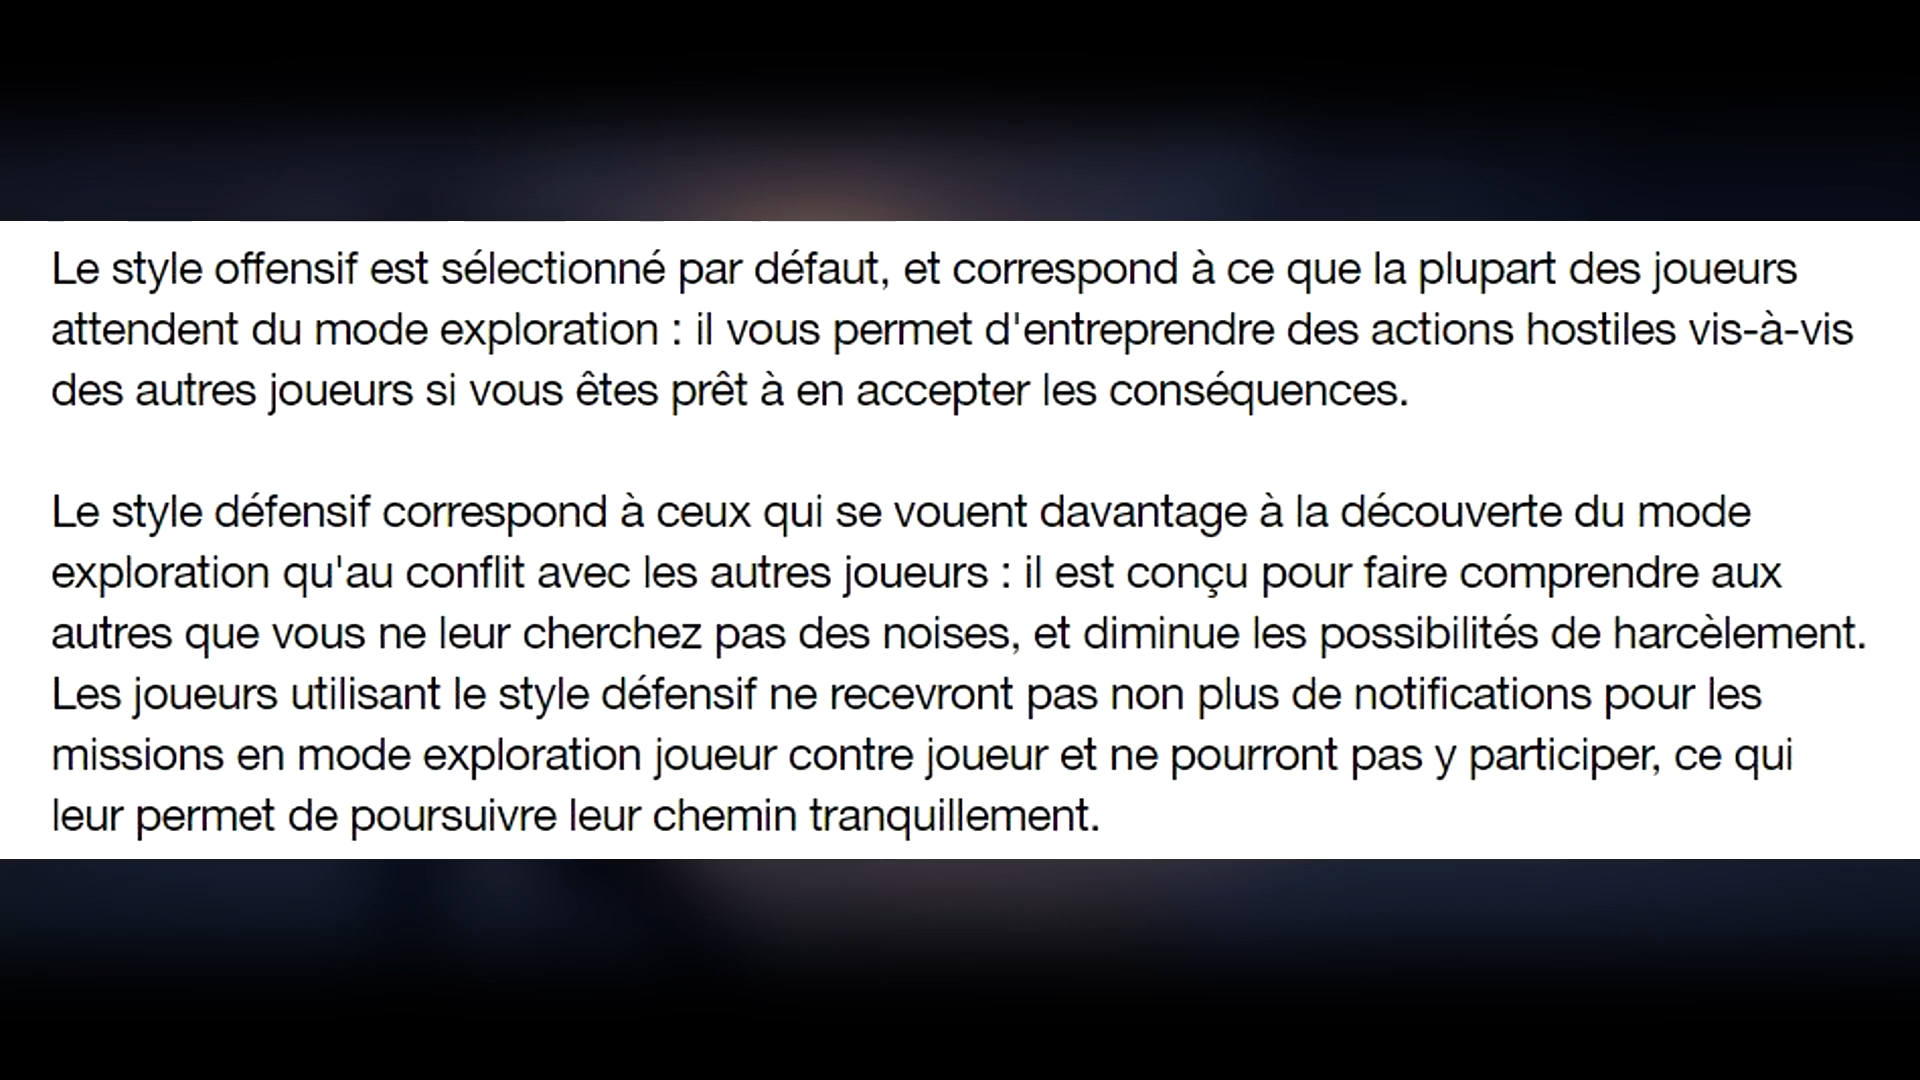 Le style offensif est sélectionné par défaut, et correspond à ce que la plupart des joueurs
attendent du mode exploration : il vous permet d'entreprendre des actions hostiles vis-à-vis
des autres joueurs si vous êtes prêt à en accepter les conséquences.
Le style défensif correspond à ceux qui se vouent davantage à la découverte du mode
exploration qu'au conflit avec les autres joueurs : il est conçu pour faire comprendre aux
autres que vous ne leur cherchez pas des noises, et diminue les possibilités de harcèlement.
Les joueurs utilisant le style défensif ne recevront pas non plus de notifications pour les
missions en mode exploration joueur contre joueur et ne pourront pas y participer, ce qui
leur permet de poursuivre leur chemin tranquillement.